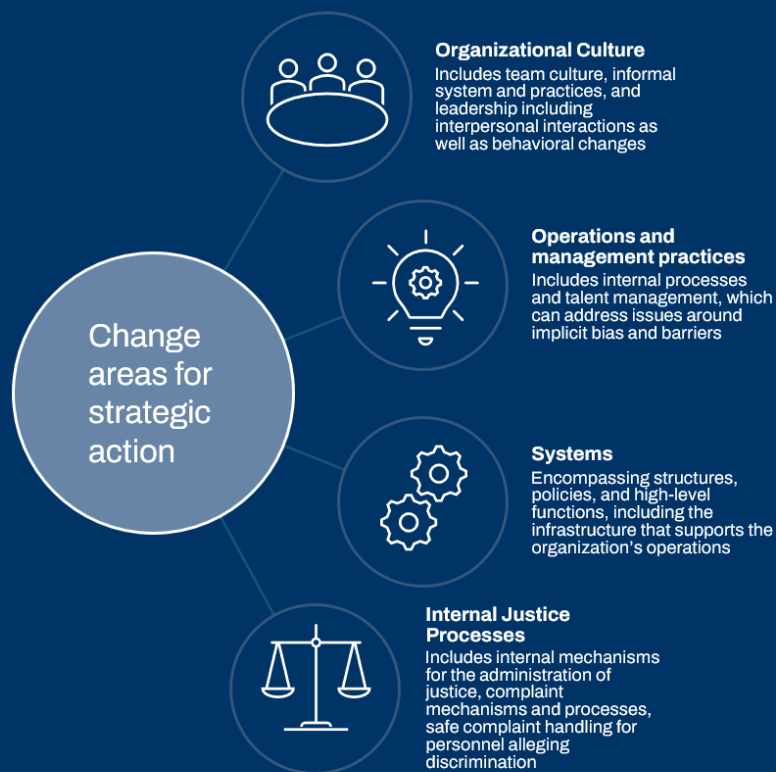 Organizational Culture
Includes team culture, informal
system and practices, and
leadership including
interpersonal interactions as
well as behavioral changes
Operations and
management practices
Includes internal processes
and talent management, which
can address issues around
implicit bias and barriers
Change
areas for
strategic
action
Systems
Encompassing structures,
policies, and high-level
functions, including the
infrastructure that supports the
organization's operations
Internal Justice
Processes
Includes internal mechanisms
for the administration of
justice, complaint
mechanisms and processes,
safe complaint handling for
personnel alleging
discrimination